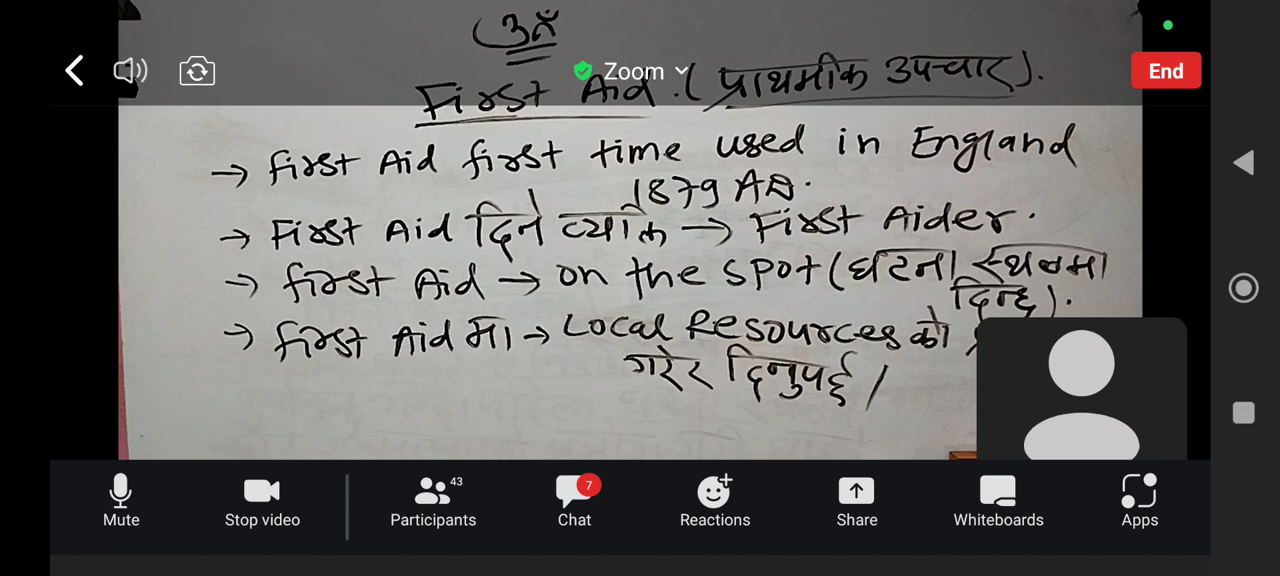 Zoom
End
First Aid. (प्राथमीक उपचार).
→ first Aid first time used in England
1879 AD.
→ First Aid दिने व्यक्ति → First Aider.
→ first Aid → on the spot (घटना स्थलमा
दिन्छ).
→ first Aid मा → Local Resources को
गरेर दिनुपर्छ।
43
7
Mute
Stop video
Participants
Chat
Reactions
Share
Whiteboards
Apps